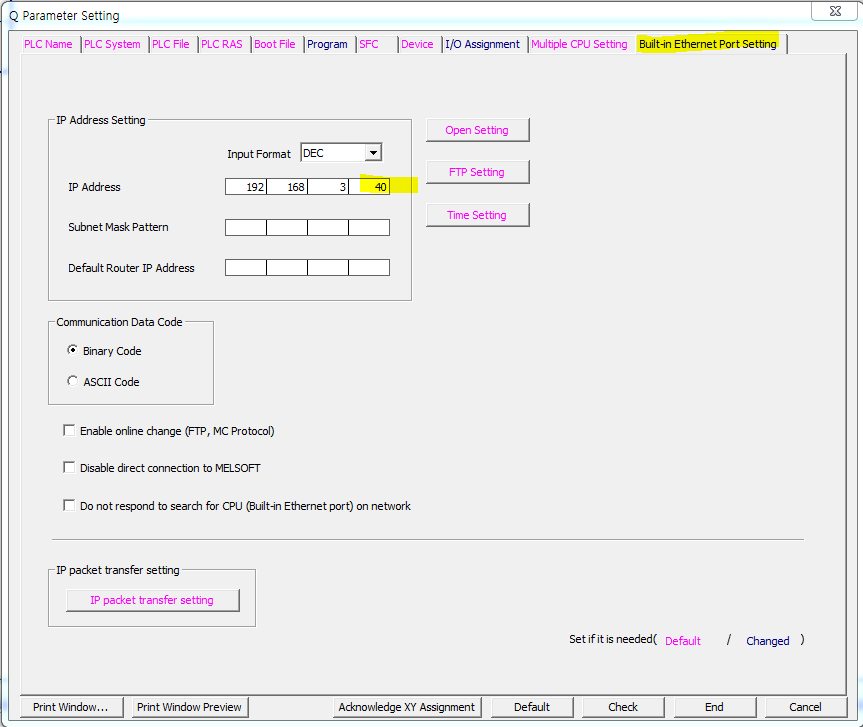 Q Parameter Setting
PLC Name PLC System PLC File PLC RAS Boot File Program SFC Device I/O Assignment Multiple CPU Setting Built-in Ethernet Port Setting
IP Address Setting
Input Format DEC
IP Address 192 168 3 40
Subnet Mask Pattern
Default Router IP Address
Open Setting
FTP Setting
Time Setting
Communication Data Code
Binary Code
ASCII Code
Enable online change (FTP, MC Protocol)
Disable direct connection to MELSOFT
Do not respond to search for CPU (Built-in Ethernet port) on network
IP packet transfer setting
IP packet transfer setting
Set if it is needed( Default / Changed )
Print Window... Print Window Preview Acknowledge XY Assignment Default Check End Cancel